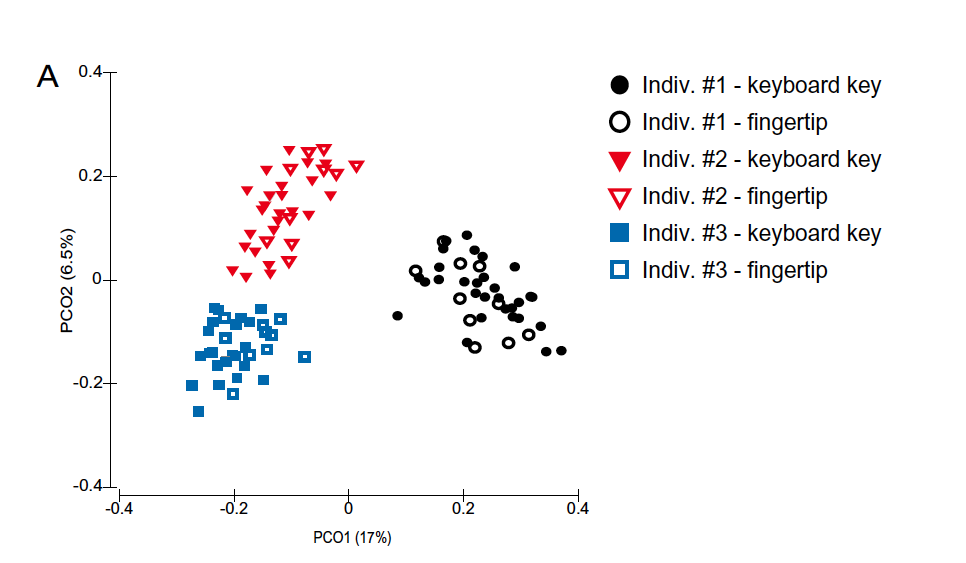 A
0.4
0.2
0
-0.2
-0.4
PCO2 (6.5%)
-0.4 -0.2 0 0.2 0.4
PCO1 (17%)
Indiv. #1 - keyboard key
Indiv. #1 - fingertip
Indiv. #2 - keyboard key
Indiv. #2 - fingertip
Indiv. #3 - keyboard key
Indiv. #3 - fingertip